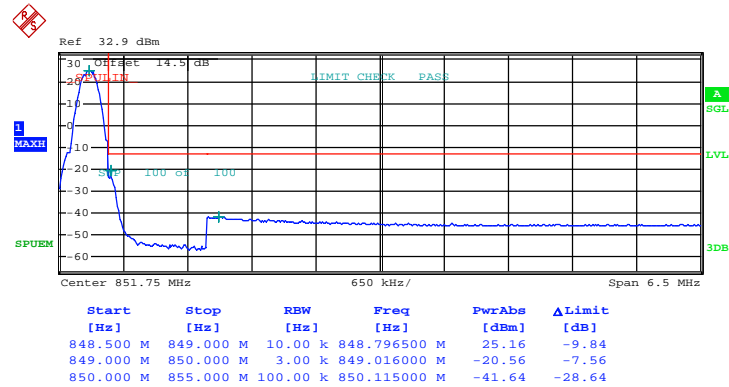 R S
Ref 32.9 dBm
30 Offset 14.5 dB
SPULIN LIMIT CHECK PASS
20
A
SGL
10
1
MAXH
0
-10
LVL
-20
SWP 100 of 100
-30
-40
-50
SPUEM
3DB
-60
Center 851.75 MHz 650 kHz/ Span 6.5 MHz
Start Stop RBW Freq PwrAbs ΔLimit
[Hz] [Hz] [Hz] [Hz] [dBm] [dB]
848.500 M 849.000 M 10.00 k 848.796500 M 25.16 -9.84
849.000 M 850.000 M 3.00 k 849.016000 M -20.56 -7.56
850.000 M 855.000 M 100.00 k 850.115000 M -41.64 -28.64